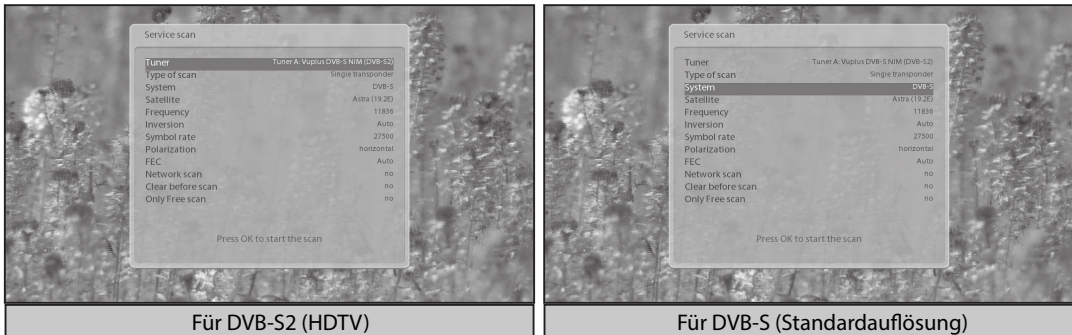 Service scan
Tuner Tuner A: Vuplus DVB-S NIM (DVB-S2)
Type of scan Single transponder
System DVB-S
Satellite Astra (19.2E)
Frequency 11836
Inversion Auto
Symbol rate 27500
Polarization horizontal
FEC Auto
Network scan no
Clear before scan no
Only Free scan no
Press OK to start the scan
Für DVB-S2 (HDTV)
Service scan
Tuner Tuner A: Vuplus DVB-S NIM (DVB-S2)
Type of scan Single transponder
System DVB-S
Satellite Astra (19.2E)
Frequency 11836
Inversion Auto
Symbol rate 27500
Polarization horizontal
FEC Auto
Network scan no
Clear before scan no
Only Free scan no
Press OK to start the scan
Für DVB-S (Standardauflösung)